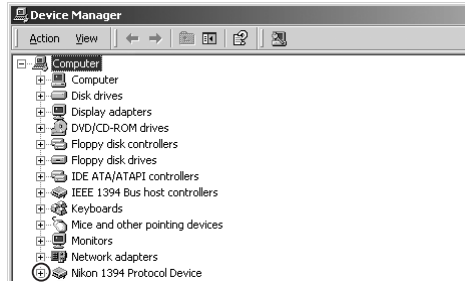 Device Manager
Action View
Computer
Computer
Disk drives
Display adapters
DVD/CD-ROM drives
Floppy disk controllers
Floppy disk drives
IDE ATA/ATAPI controllers
IEEE 1394 Bus host controllers
Keyboards
Mice and other pointing devices
Monitors
Network adapters
Nikon 1394 Protocol Device